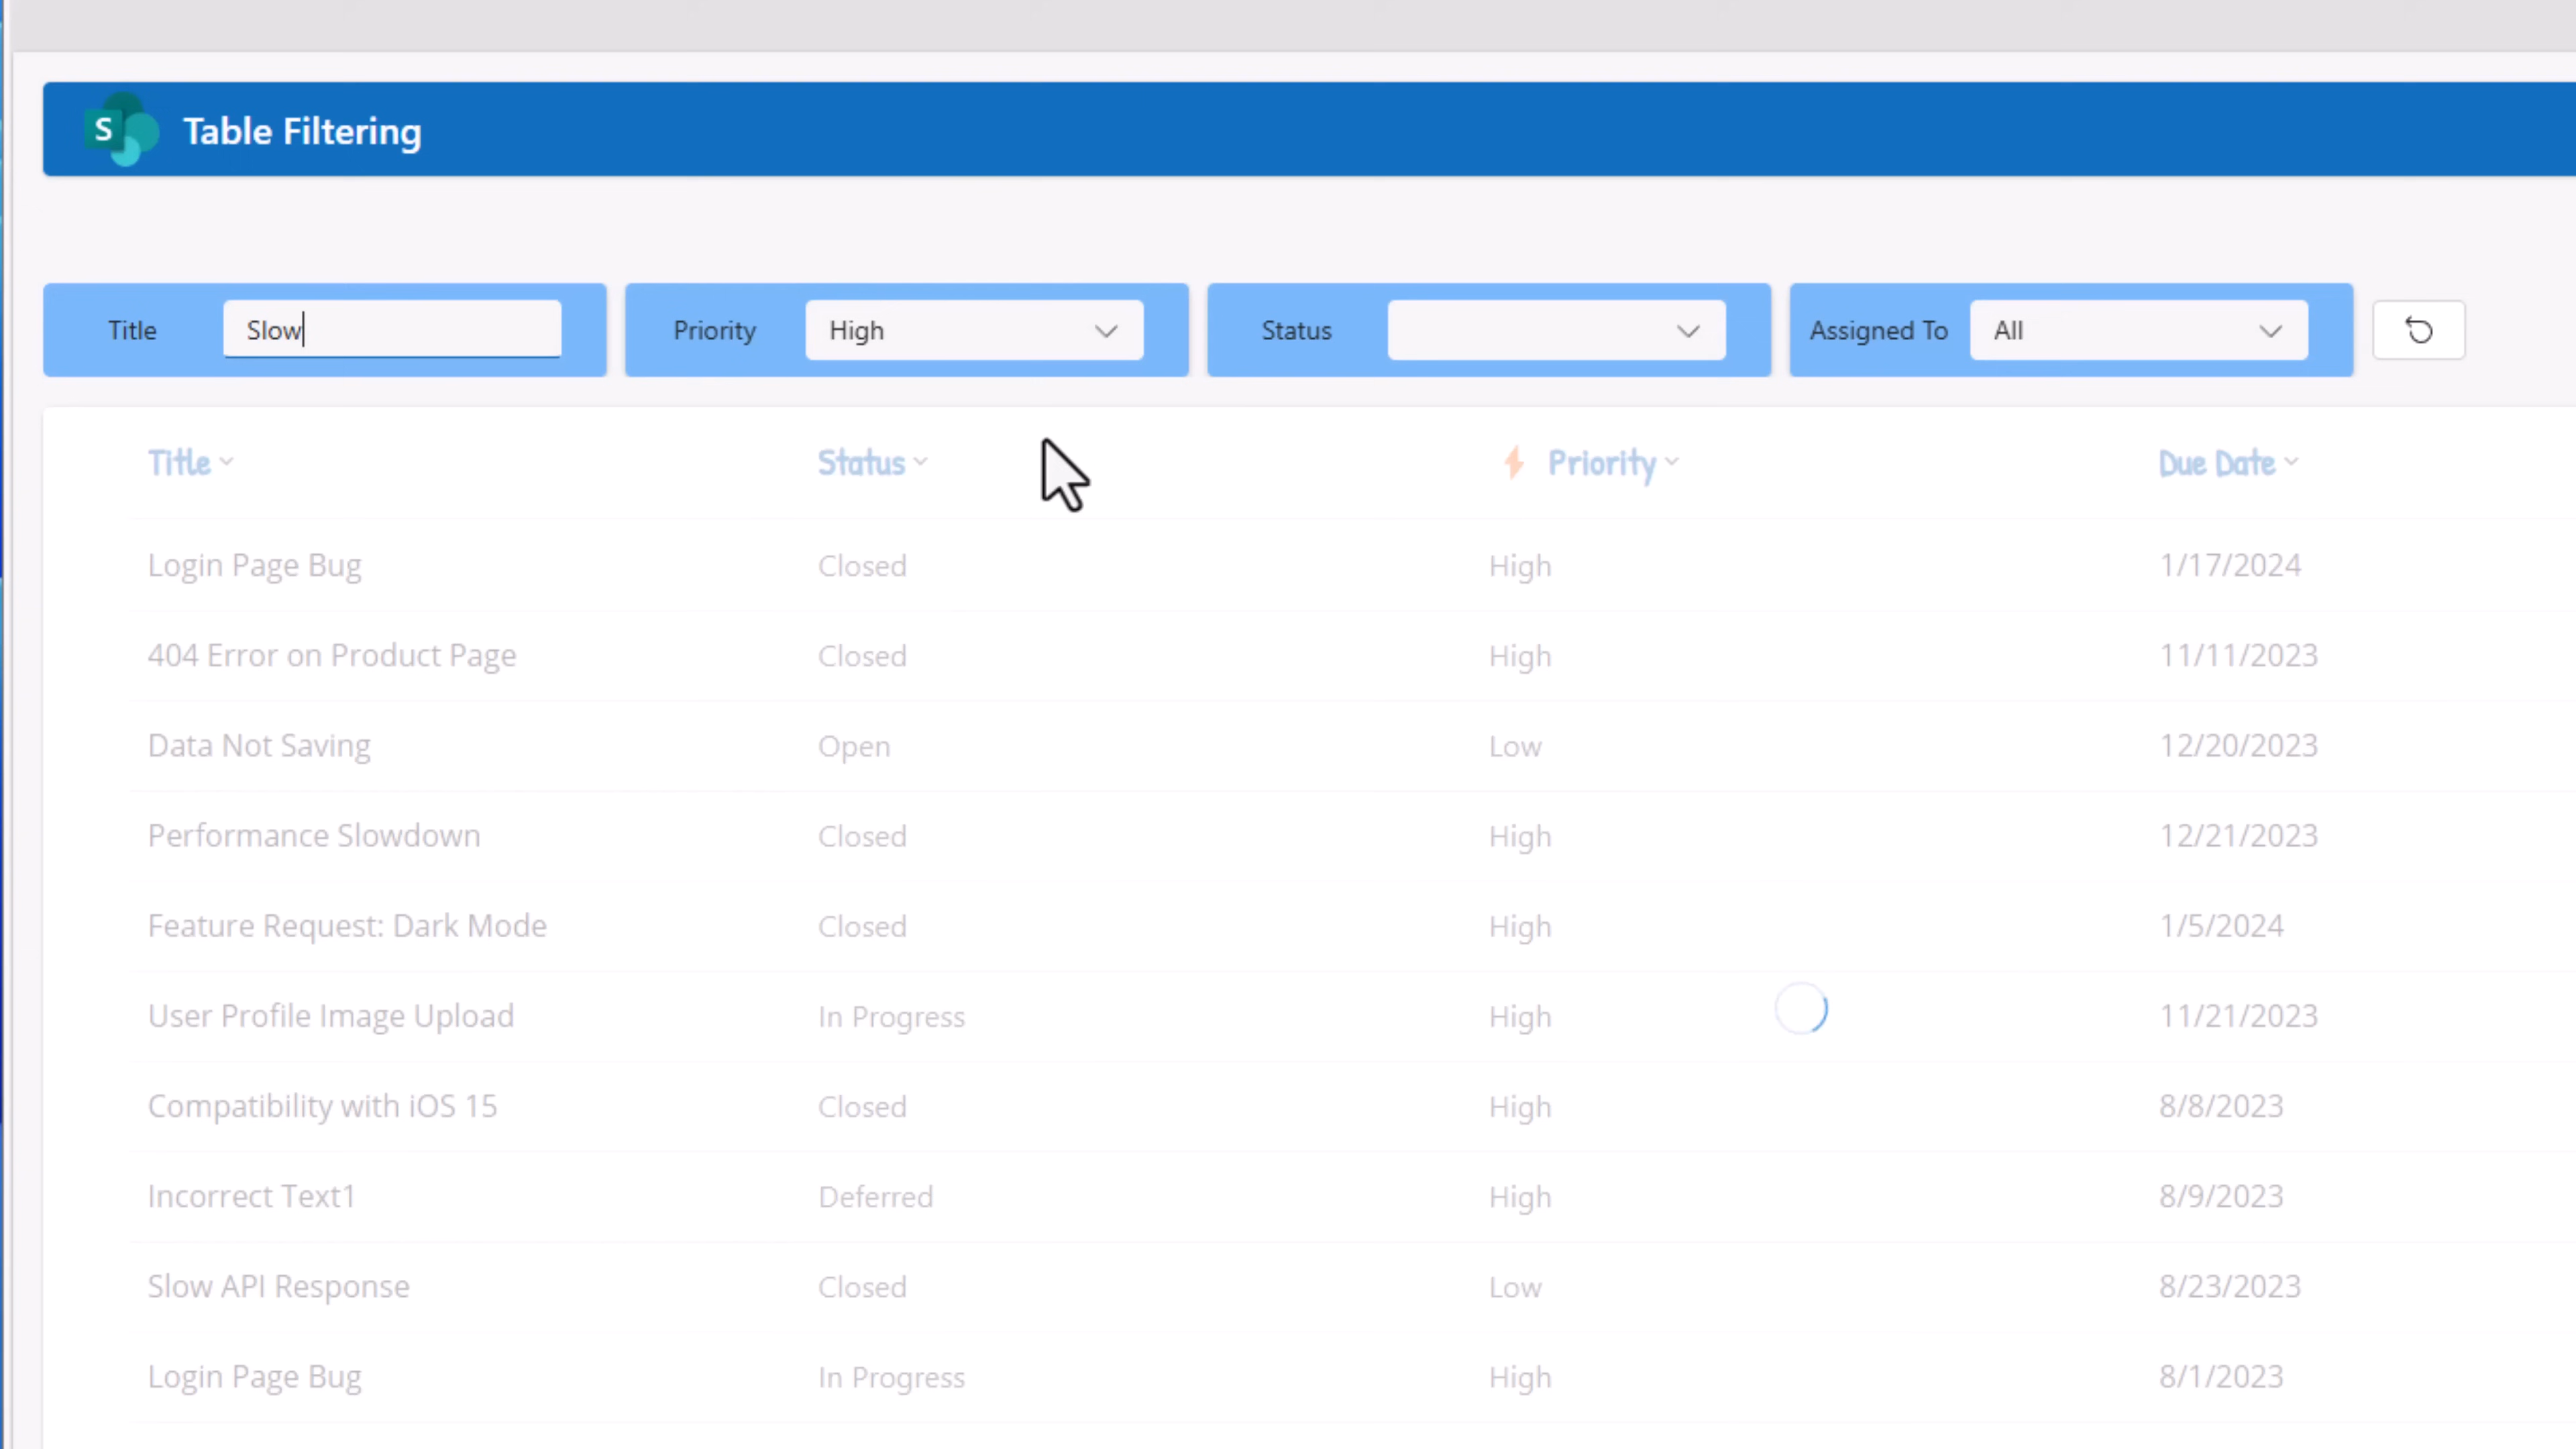 S Table Filtering
Title Slow Priority High Status Assigned To All
Title Status Priority Due Date
Login Page Bug Closed High 1/17/2024
404 Error on Product Page Closed High 11/11/2023
Data Not Saving Open Low 12/20/2023
Performance Slowdown Closed High 12/21/2023
Feature Request: Dark Mode Closed High 1/5/2024
User Profile Image Upload In Progress High 11/21/2023
Compatibility with iOS 15 Closed High 8/8/2023
Incorrect Text1 Deferred High 8/9/2023
Slow API Response Closed Low 8/23/2023
Login Page Bug In Progress High 8/1/2023